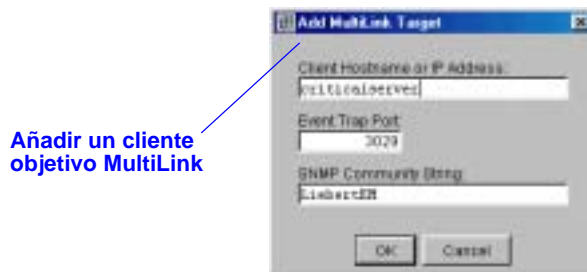 Add MultiLink Target
Client Hostname or IP Address:
criticalserver
Event Trap Port:
3029
SNMP Community String:
LiebertEM
OK
Cancel
Añadir un cliente
objetivo MultiLink